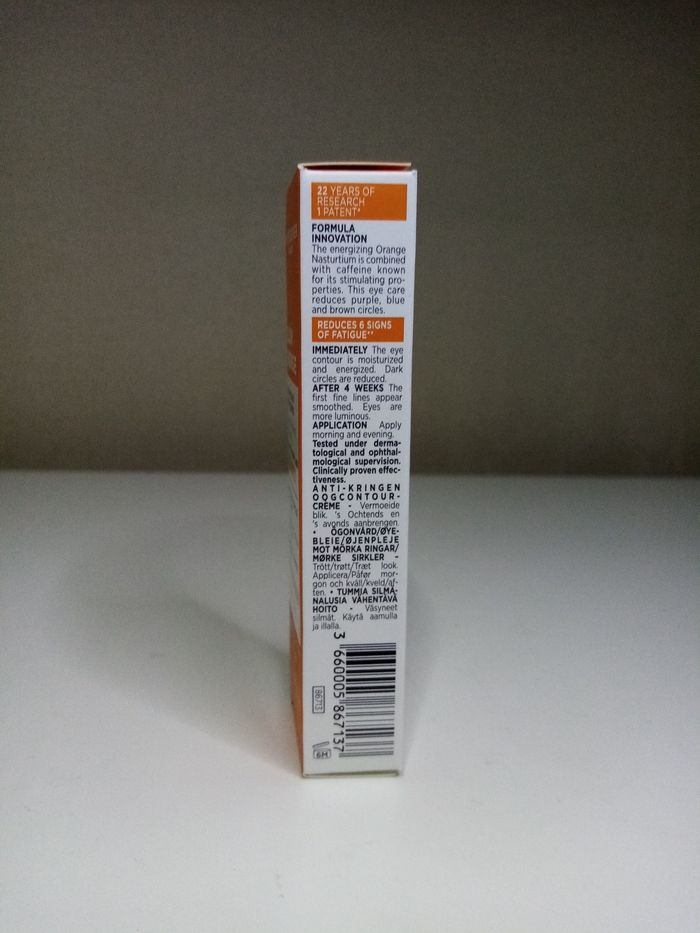 22 YEARS OF
RESEARCH
1 PATENT*
FORMULA
INNOVATION
The energizing Orange
Nasturtium is combined
with caffeine known
for its stimulating pro-
perties. This eye care
reduces purple, blue
and brown circles.
REDUCES 6 SIGNS
OF FATIGUE**
IMMEDIATELY The eye
contour is moisturized
and energized. Dark
circles are reduced.
AFTER 4 WEEKS The
first fine lines appear
smoothed. Eyes are
more luminous.
APPLICATION Apply
morning and evening.
Tested under derma-
tological and ophthal-
mological supervision.
Clinically proven effec-
tiveness.
ANTI-KRINGEN
OOGCONTOUR-
CRÈME - Vermoeide
blik. 's Ochtends en
's avonds aanbrengen.
• ÖGONVÅRD/ØYE-
BLEIE/ØJENPLEJE
MOT MÖRKA RINGAR/
MØRKE SIRKLER -
Trött/trøtt/Træt look.
Applicera/Påfør mor-
gon och kväll/kveld/af-
ten. • TUMMIA SILMÄ-
NALUSIA VÄHENTÄVÄ
HOITO - Väsyneet
silmät. Käytä aamulla
ja illalla.
3 660005 867137
86713
6M